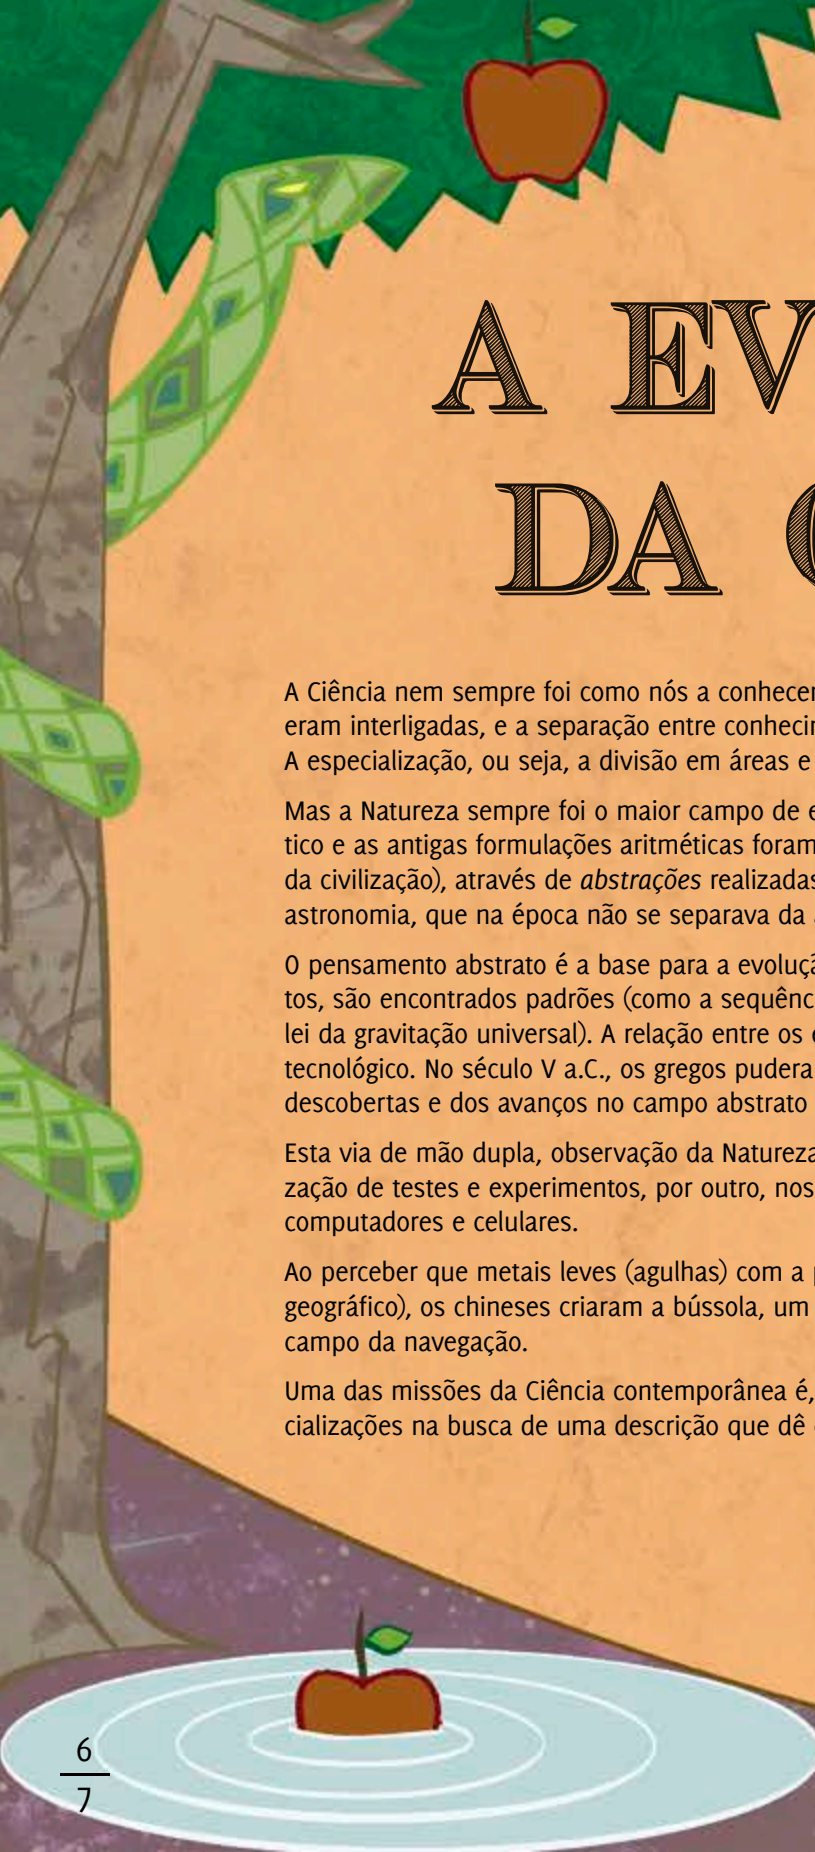 A EV
DA
A Ciência nem sempre foi como nós a
eram interligadas, e a separação entre
A especialização, ou seja, a divisão em áreas e
Mas a Natureza sempre foi o maior campo de
tico e as antigas formulações aritméticas foram
da civilização), através de abstrações realizadas
astronomia, que na época não se separava da
O pensamento abstrato é a base para a
tos, são encontrados padrões (como a
lei da gravitação universal). A relação entre os
tecnológico. No século V a.C., os gregos
descobertas e dos avanços no campo abstrato
Esta via de mão dupla, observação da Natureza
zação de testes e experimentos, por outro, nos
computadores e celulares.
Ao perceber que metais leves (agulhas) com a
geográfico), os chineses criaram a bússola, um
campo da navegação.
Uma das missões da Ciência contemporânea é,
cializações na busca de uma descrição que dê
6
7